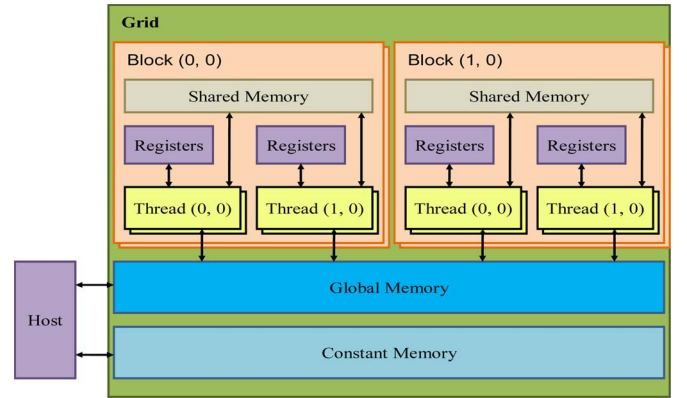 Grid
Block (0, 0)
Shared Memory
Registers
Registers
Thread (0, 0)
Thread (1, 0)
Block (1, 0)
Shared Memory
Registers
Registers
Thread (0, 0)
Thread (1, 0)
Host
Global Memory
Constant Memory